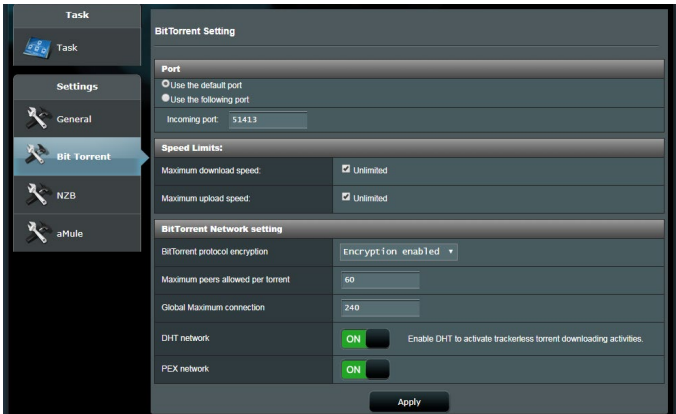 Task
Task
Settings
General
Bit Torrent
NZB
aMule
BitTorrent Setting
Port
Use the default port
Use the following port
Incoming port: 51413
Speed Limits:
Maximum download speed: Unlimited
Maximum upload speed: Unlimited
BitTorrent Network setting
BitTorrent protocol encryption Encryption enabled
Maximum peers allowed per torrent 60
Global Maximum connection 240
DHT network ON Enable DHT to activate trackerless torrent downloading activities.
PEX network ON
Apply